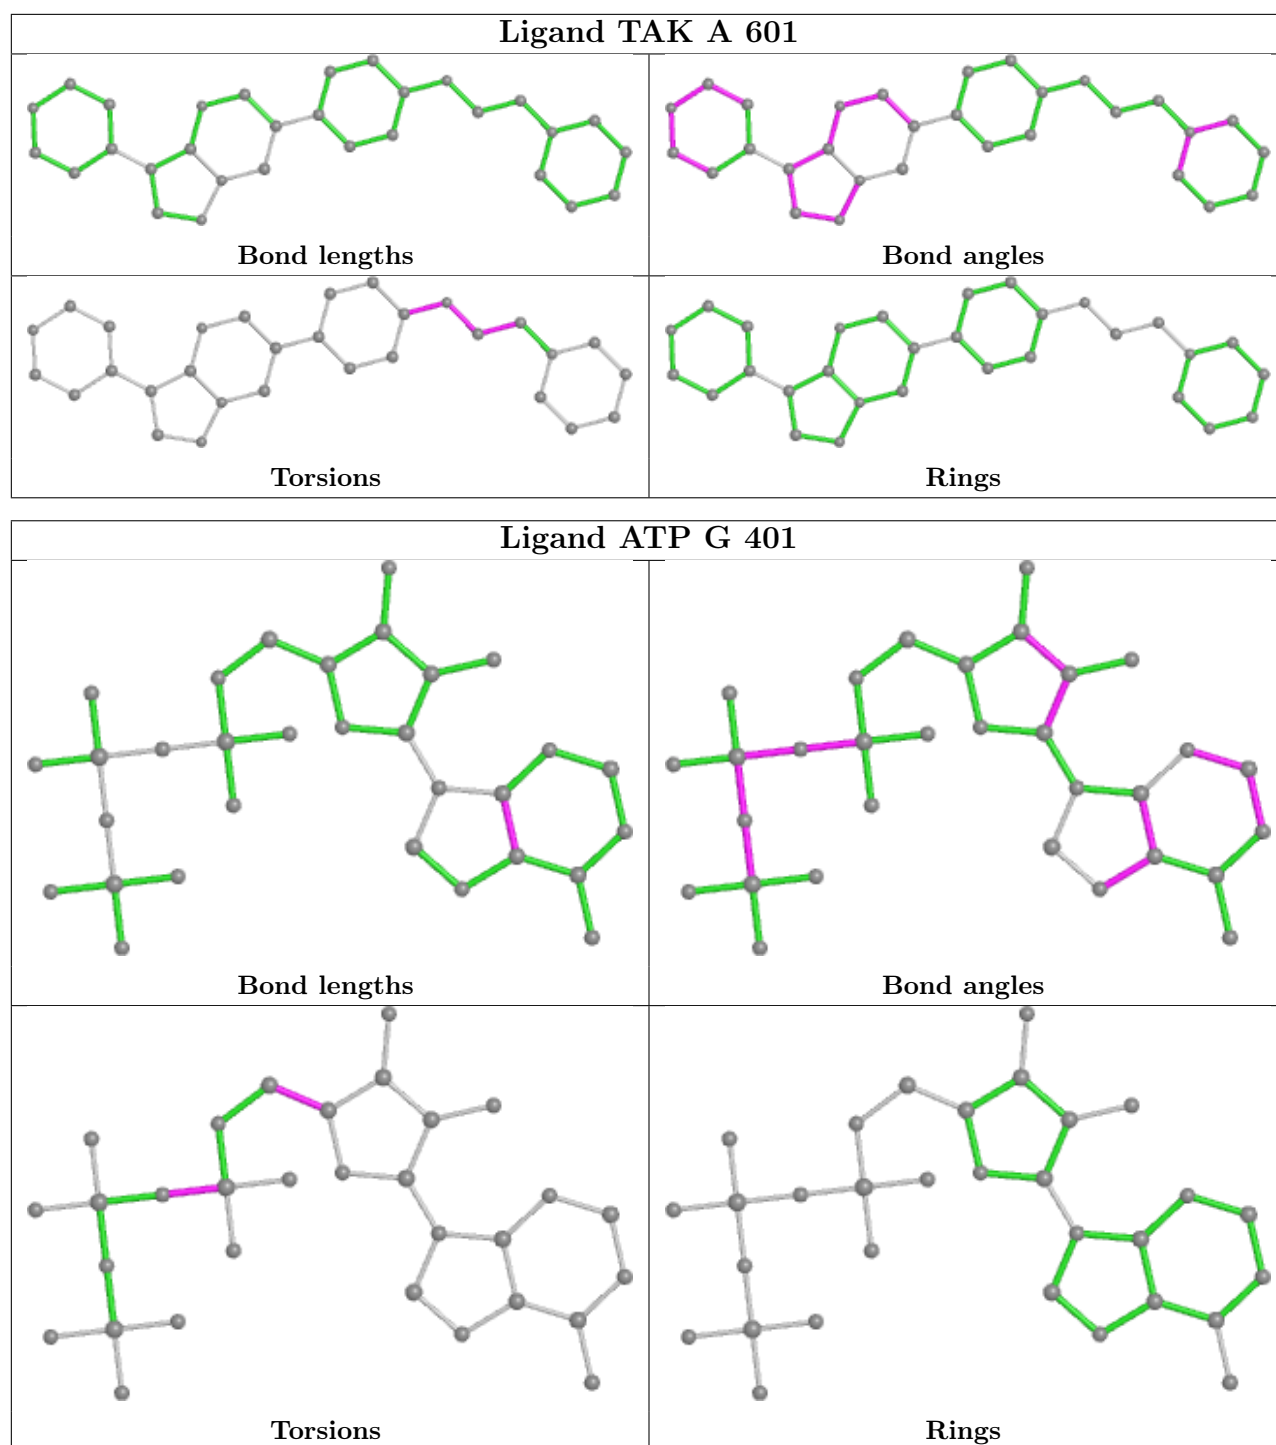 Ligand TAK A 601
Bond lengths
Bond angles
Torsions
Rings
Ligand ATP G 401
Bond lengths
Bond angles
Torsions
Rings